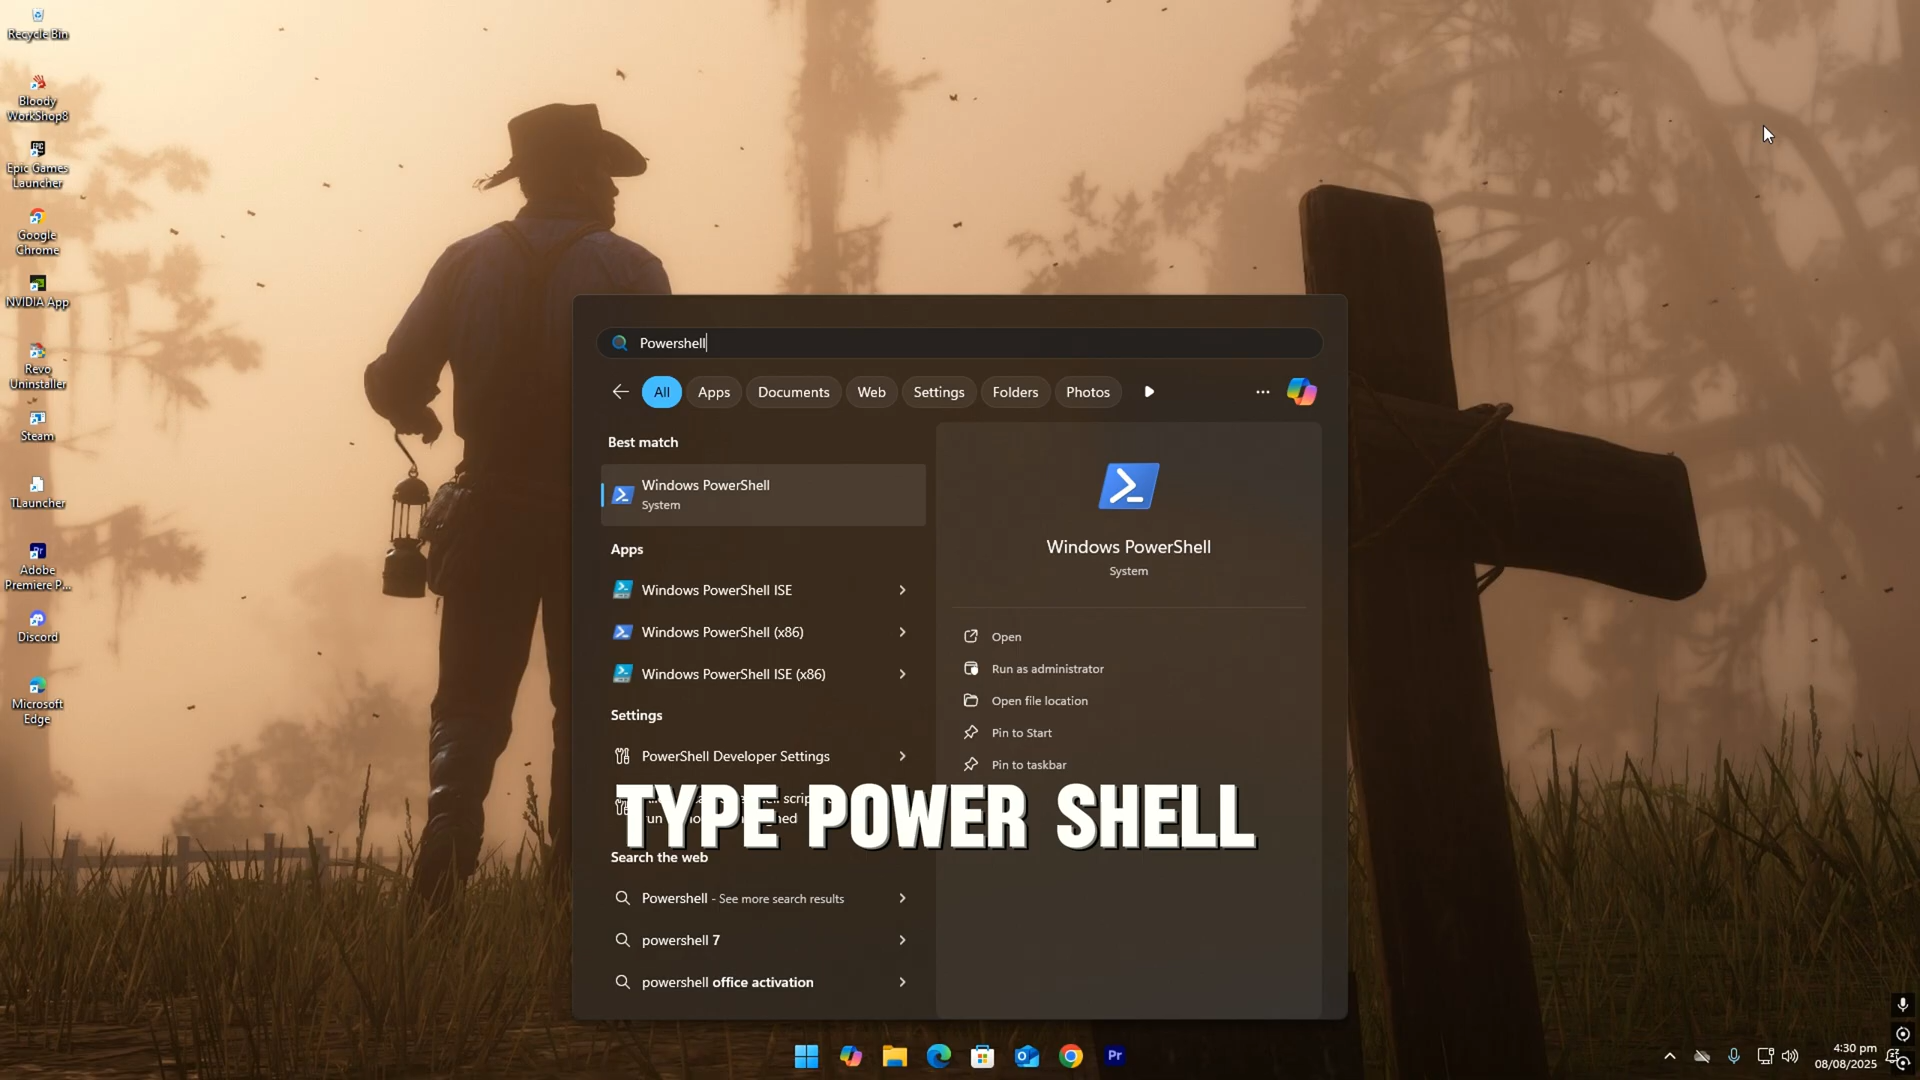 Recycle Bin
Bloody
WorkShop8
Epic Games
Launcher
Google
Chrome
NVIDIA App
Revo
Uninstaller
Steam
TLauncher
Adobe
Premiere P...
Discord
Microsoft
Edge
Powershell
All
Apps
Documents
Web
Settings
Folders
Photos
Best match
Windows PowerShell
System
Apps
Windows PowerShell ISE
Windows PowerShell (x86)
Windows PowerShell ISE (x86)
Settings
PowerShell Developer Settings
TYPE POWER SHELL
Search the web
Powershell - See more search results
powershell 7
powershell office activation
Windows PowerShell
System
Open
Run as administrator
Open file location
Pin to Start
Pin to taskbar
Pr
4:30 pm
08/08/2025